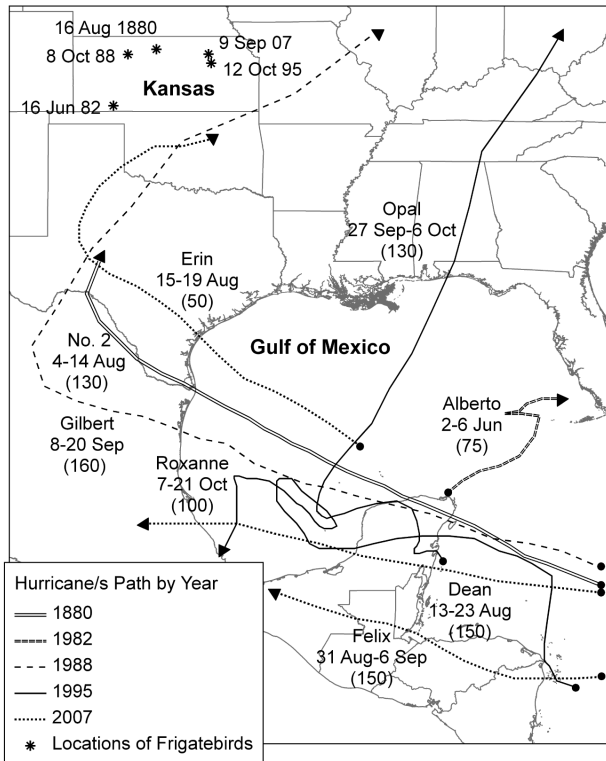 16 Aug 1880
8 Oct 88
9 Sep 07
12 Oct 95
Kansas
16 Jun 82
Opal
27 Sep-6 Oct
(130)
Erin
15-19 Aug
(50)
No. 2
4-14 Aug
(130)
Gulf of Mexico
Alberto
2-6 Jun
(75)
Gilbert
8-20 Sep
(160)
Roxanne
7-21 Oct
(100)
Dean
13-23 Aug
(150)
Felix
31 Aug-6 Sep
(150)
Hurricane/s Path by Year
1880
1982
1988
1995
2007
Locations of Frigatebirds